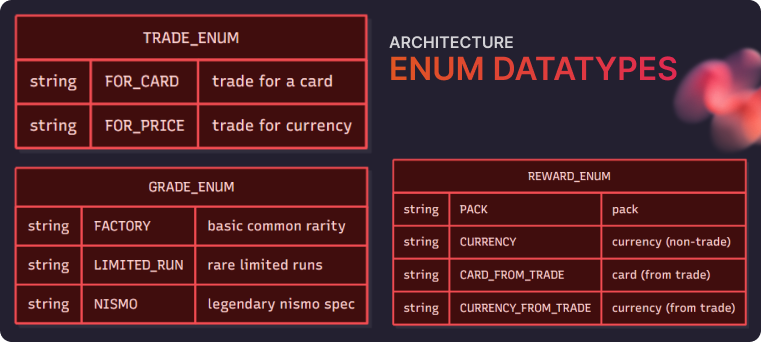 TRADE_ENUM
string FOR_CARD trade for a card
string FOR_PRICE trade for currency
ARCHITECTURE
ENUM DATATYPES
GRADE_ENUM
string FACTORY basic common rarity
string LIMITED_RUN rare limited runs
string NISMO legendary nismo spec
REWARD_ENUM
string PACK pack
string CURRENCY currency (non-trade)
string CARD_FROM_TRADE card (from trade)
string CURRENCY_FROM_TRADE currency (from trade)